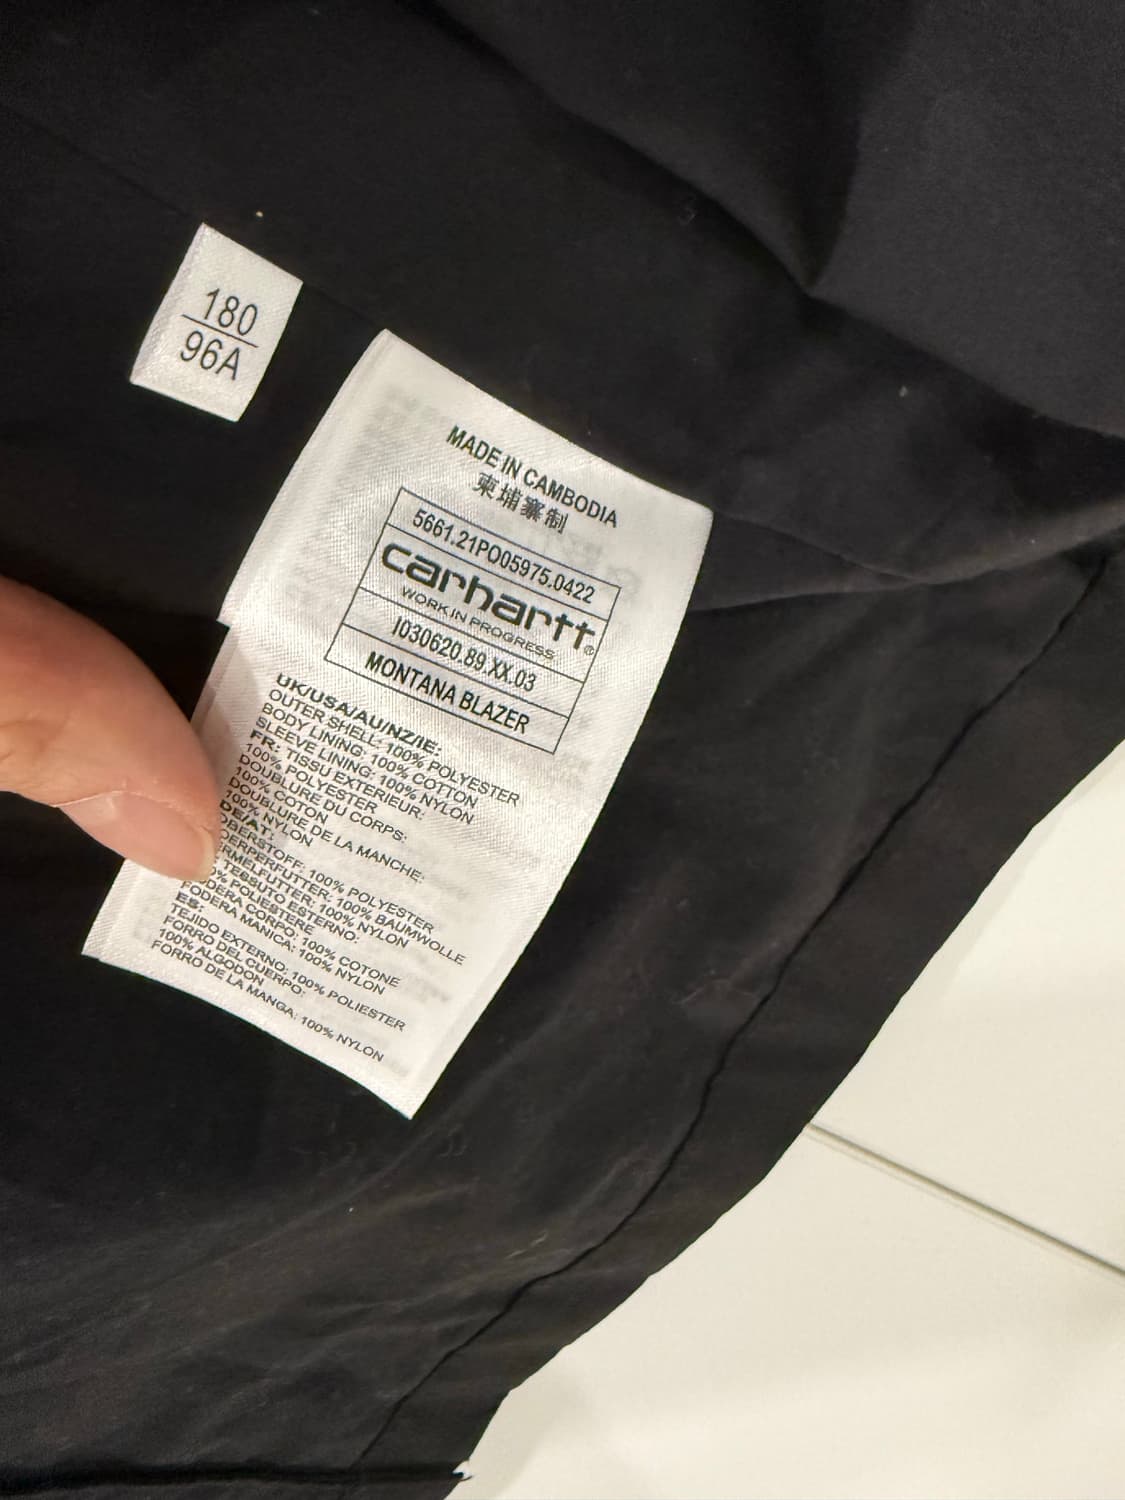 180
96A
MADE IN CAMBODIA
柬埔寨制
5661.21PO05975.0422
carhartt®
WORK IN PROGRESS
I030620.89.XX.03
MONTANA BLAZER
UK/USA/AU/NZ/IE:
OUTER SHELL: 100% POLYESTER
BODY LINING: 100% COTTON
SLEEVE LINING: 100% NYLON
FR: TISSU EXTERIEUR:
100% POLYESTER
DOUBLURE DU CORPS:
100% COTON
DOUBLURE DE LA MANCHE:
100% NYLON
DE/AT:
OBERSTOFF: 100% POLYESTER
100% BAUMWOLLE
100% NYLON
TESSUTO ESTERNO:
POLIESTERE
FODERA CORPO: 100% COTONE
FODERA MANICA: 100% NYLON
ES:
TEJIDO EXTERNO: 100% POLIESTER
FORRO DEL CUERPO:
100% ALGODON
FORRO DE LA MANGA: 100% NYLON